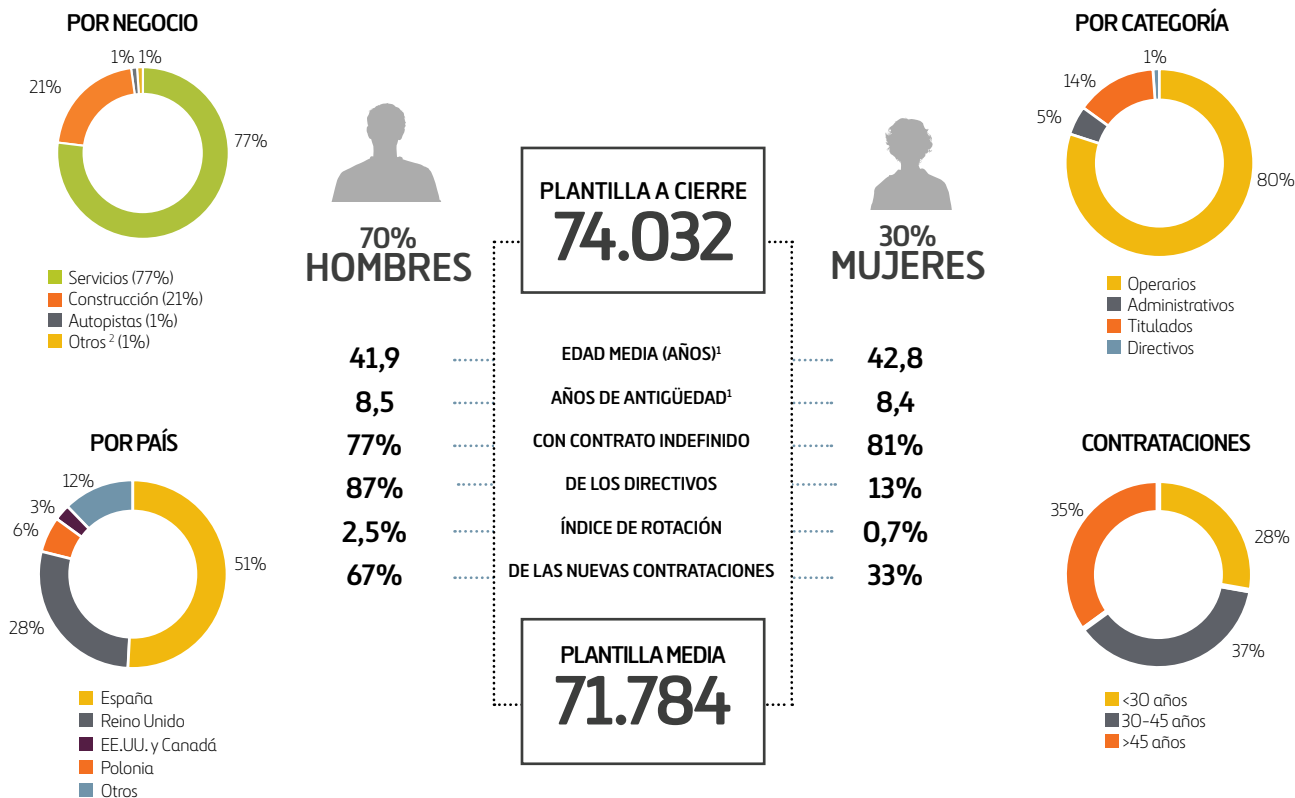 POR NEGOCIO
1% 1%
21%
77%
Servicios (77%)
Construcción (21%)
Autopistas (1%)
Otros ² (1%)
POR PAÍS
12%
3%
6%
51%
28%
España
Reino Unido
EE.UU. y Canadá
Polonia
Otros
70%
HOMBRES
PLANTILLA A CIERRE
74.032
30%
MUJERES
41,9 EDAD MEDIA (AÑOS)¹ 42,8
8,5 AÑOS DE ANTIGÜEDAD¹ 8,4
77% CON CONTRATO INDEFINIDO 81%
87% DE LOS DIRECTIVOS 13%
2,5% ÍNDICE DE ROTACIÓN 0,7%
67% DE LAS NUEVAS CONTRATACIONES 33%
PLANTILLA MEDIA
71.784
POR CATEGORÍA
1%
14%
5%
80%
Operarios
Administrativos
Titulados
Directivos
CONTRATACIONES
35%
28%
37%
<30 años
30-45 años
>45 años